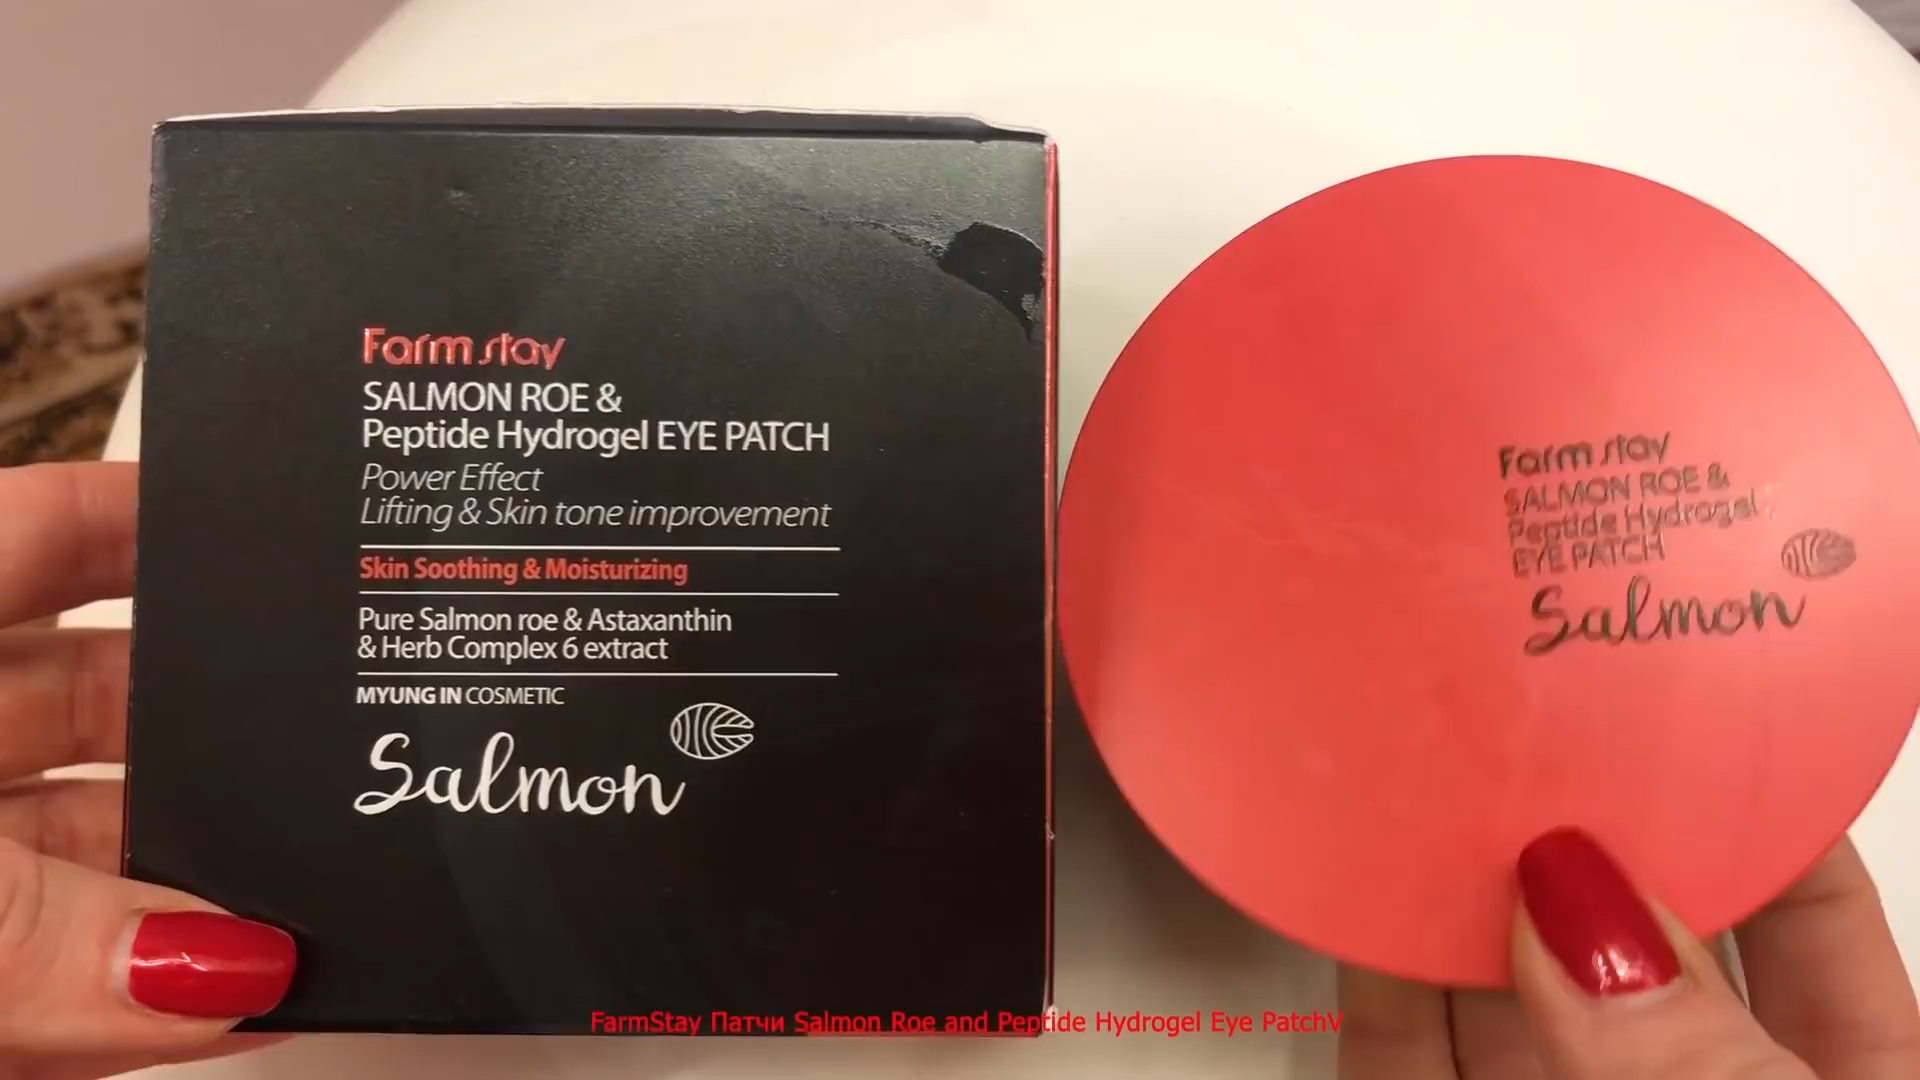 Farm stay
SALMON ROE &
Peptide Hydrogel EYE PATCH
Power Effect
Lifting & Skin tone improvement
Skin Soothing & Moisturizing
Pure Salmon roe & Astaxanthin
& Herb Complex 6 extract
MYUNG IN COSMETIC
Salmon
Farm stay
SALMON ROE &
Peptide Hydrogel
EYE PATCH
Salmon
FarmStay Патчи Salmon Roe and Peptide Hydrogel Eye PatchV